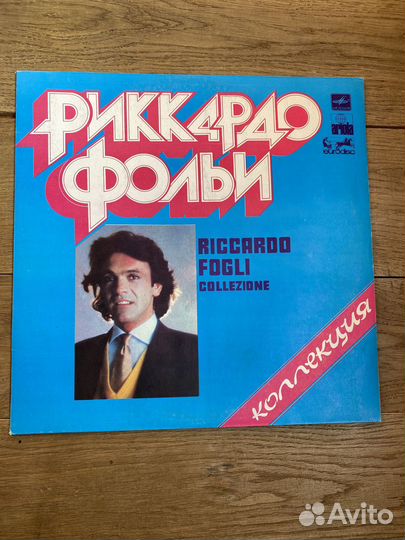 РИККАРДО
ФОЛЬИ
ariola
eurodisc
RICCARDO
FOGLI
COLLEZIONE
КОЛЛЕКЦИЯ
Avito